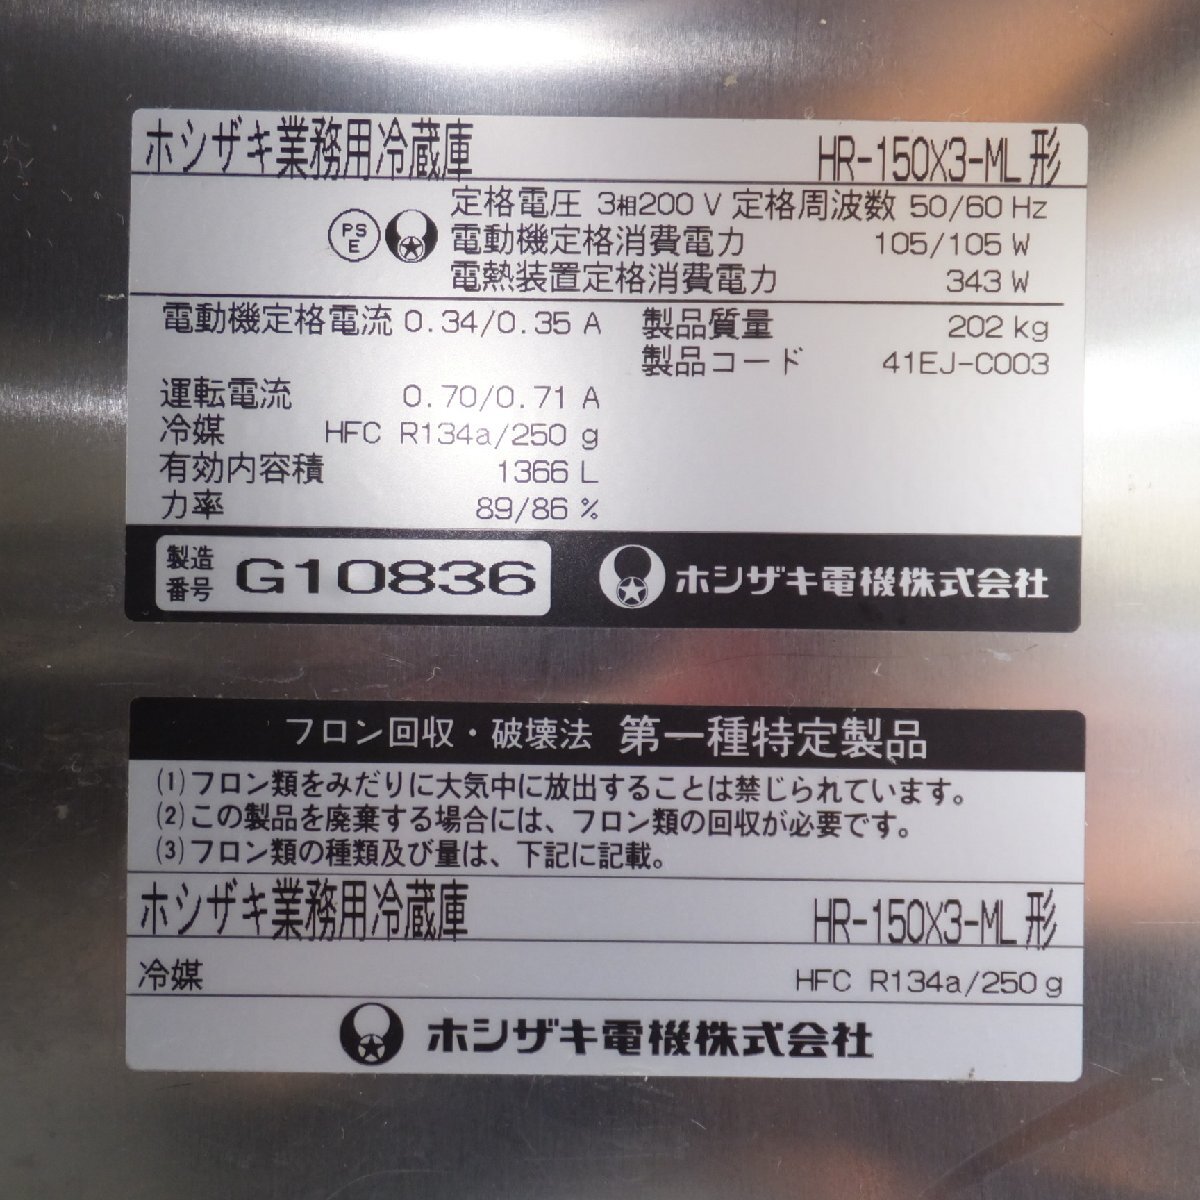 ホシザキ業務用冷蔵庫 HR-150X3-ML 形
定格電圧 3相200 V 定格周波数 50/60 Hz
PS
E
電動機定格消費電力 105/105 W
電熱装置定格消費電力 343 W
電動機定格電流 0.34/0.35 A 製品質量 202 kg
製品コード 41EJ-C003
運転電流 0.70/0.71 A
冷媒 HFC R134a/250 g
有効内容積 1366 L
力率 89/86 %
製造
番号 G10836 ホシザキ電機株式会社
フロン回収・破壊法 第一種特定製品
(1)フロン類をみだりに大気中に放出することは禁じられています。
(2)この製品を廃棄する場合には、フロン類の回収が必要です。
(3)フロン類の種類及び量は、下記に記載。
ホシザキ業務用冷蔵庫 HR-150X3-ML 形
冷媒 HFC R134a/250 g
ホシザキ電機株式会社